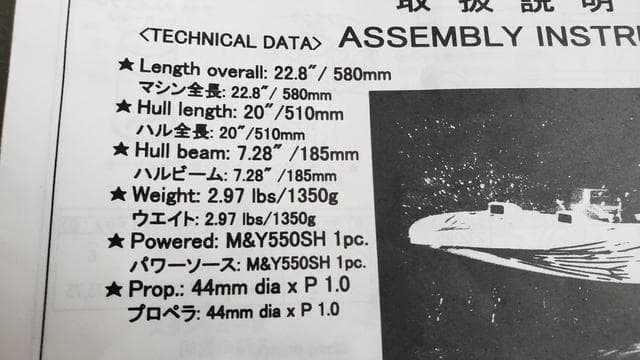 取扱説明
<TECHNICAL DATA> ASSEMBLY INSTR
★ Length overall: 22.8"/ 580mm
マシン全長: 22.8"/ 580mm
★ Hull length: 20"/510mm
ハル全長: 20"/510mm
★ Hull beam: 7.28" /185mm
ハルビーム: 7.28" /185mm
★ Weight: 2.97 lbs/1350g
ウエイト: 2.97 lbs/1350g
★ Powered: M&Y550SH 1pc.
パワーソース: M&Y550SH 1pc.
★ Prop.: 44mm dia x P 1.0
プロペラ: 44mm dia x P 1.0